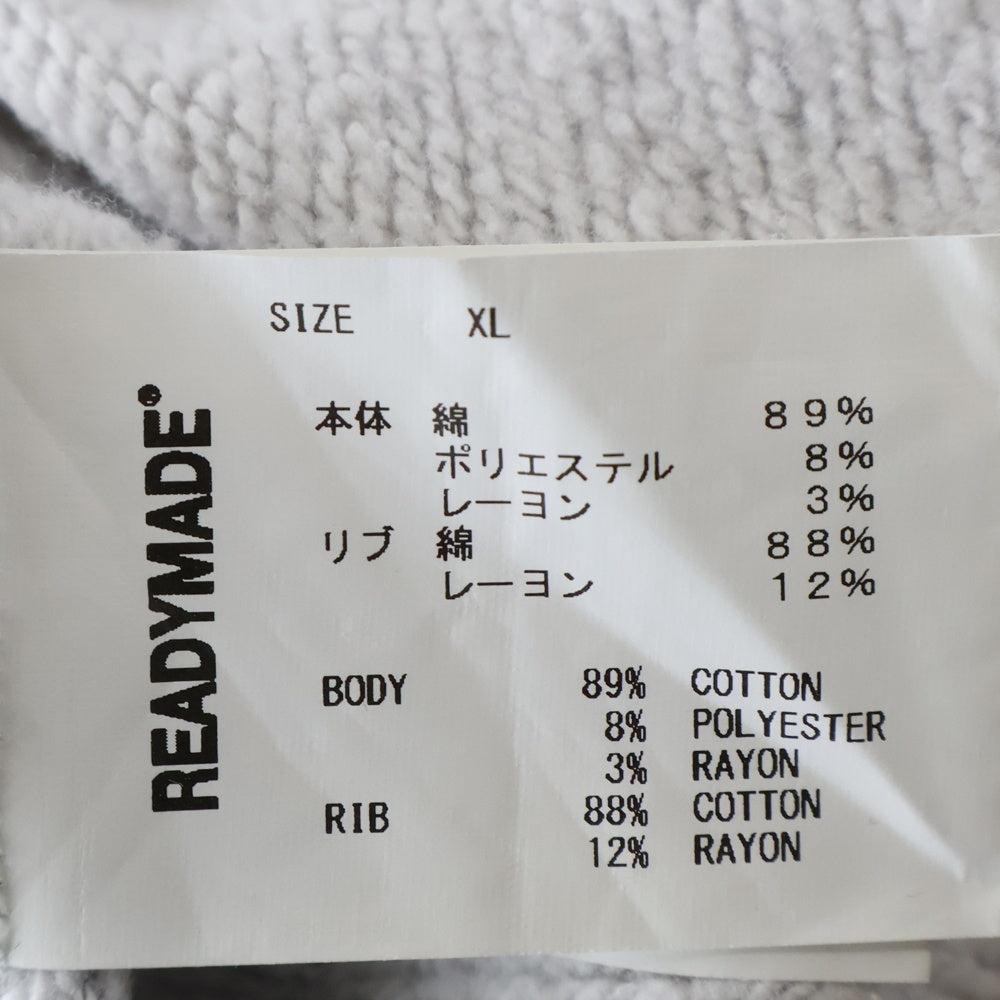 SIZE XL
READYMADE®
本体 綿 89%
ポリエステル 8%
レーヨン 3%
リブ 綿 88%
レーヨン 12%
BODY 89% COTTON
8% POLYESTER
3% RAYON
RIB 88% COTTON
12% RAYON